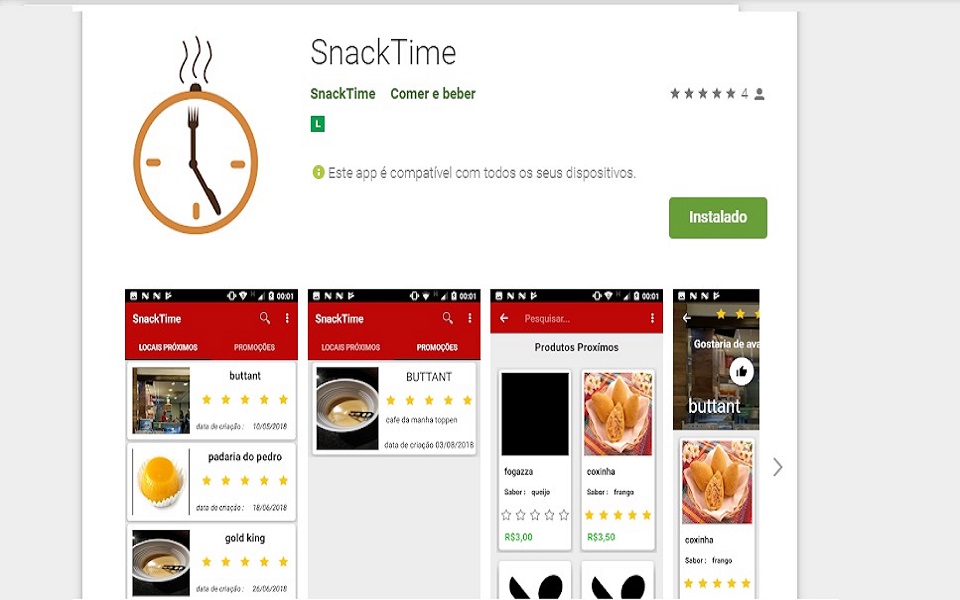 SnackTime
SnackTime Comer e beber
4
L
Este app é compatível com todos os seus dispositivos.
Instalado
00:01
SnackTime
LOCAIS PRÓXIMOS PROMOÇÕES
buttant
data de criação : 10/05/2018
padaria do pedro
data de criação : 18/06/2018
gold king
data de criação : 26/06/2018
00:01
SnackTime
LOCAIS PRÓXIMOS PROMOÇÕES
BUTTANT
cafe da manha toppen
data de criação 03/08/2018
00:01
Pesquisar...
Produtos Proxímos
fogazza
Sabor : queijo
R$3,00
coxinha
Sabor : frango
R$3,50
00:01
Gostaria de ava
buttant
coxinha
Sabor : frango